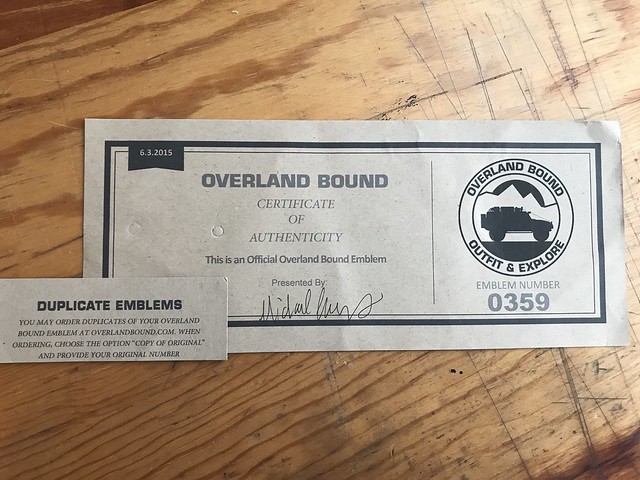 6.3.2015
OVERLAND BOUND
CERTIFICATE
OF
AUTHENTICITY
This is an Official Overland Bound Emblem
Presented By:
OVERLAND BOUND
OUTFIT & EXPLORE
EMBLEM NUMBER
0359
DUPLICATE EMBLEMS
YOU MAY ORDER DUPLICATES OF YOUR OVERLAND
BOUND EMBLEM AT OVERLANDBOUND.COM. WHEN
ORDERING, CHOOSE THE OPTION "COPY OF ORIGINAL"
AND PROVIDE YOUR ORIGINAL NUMBER